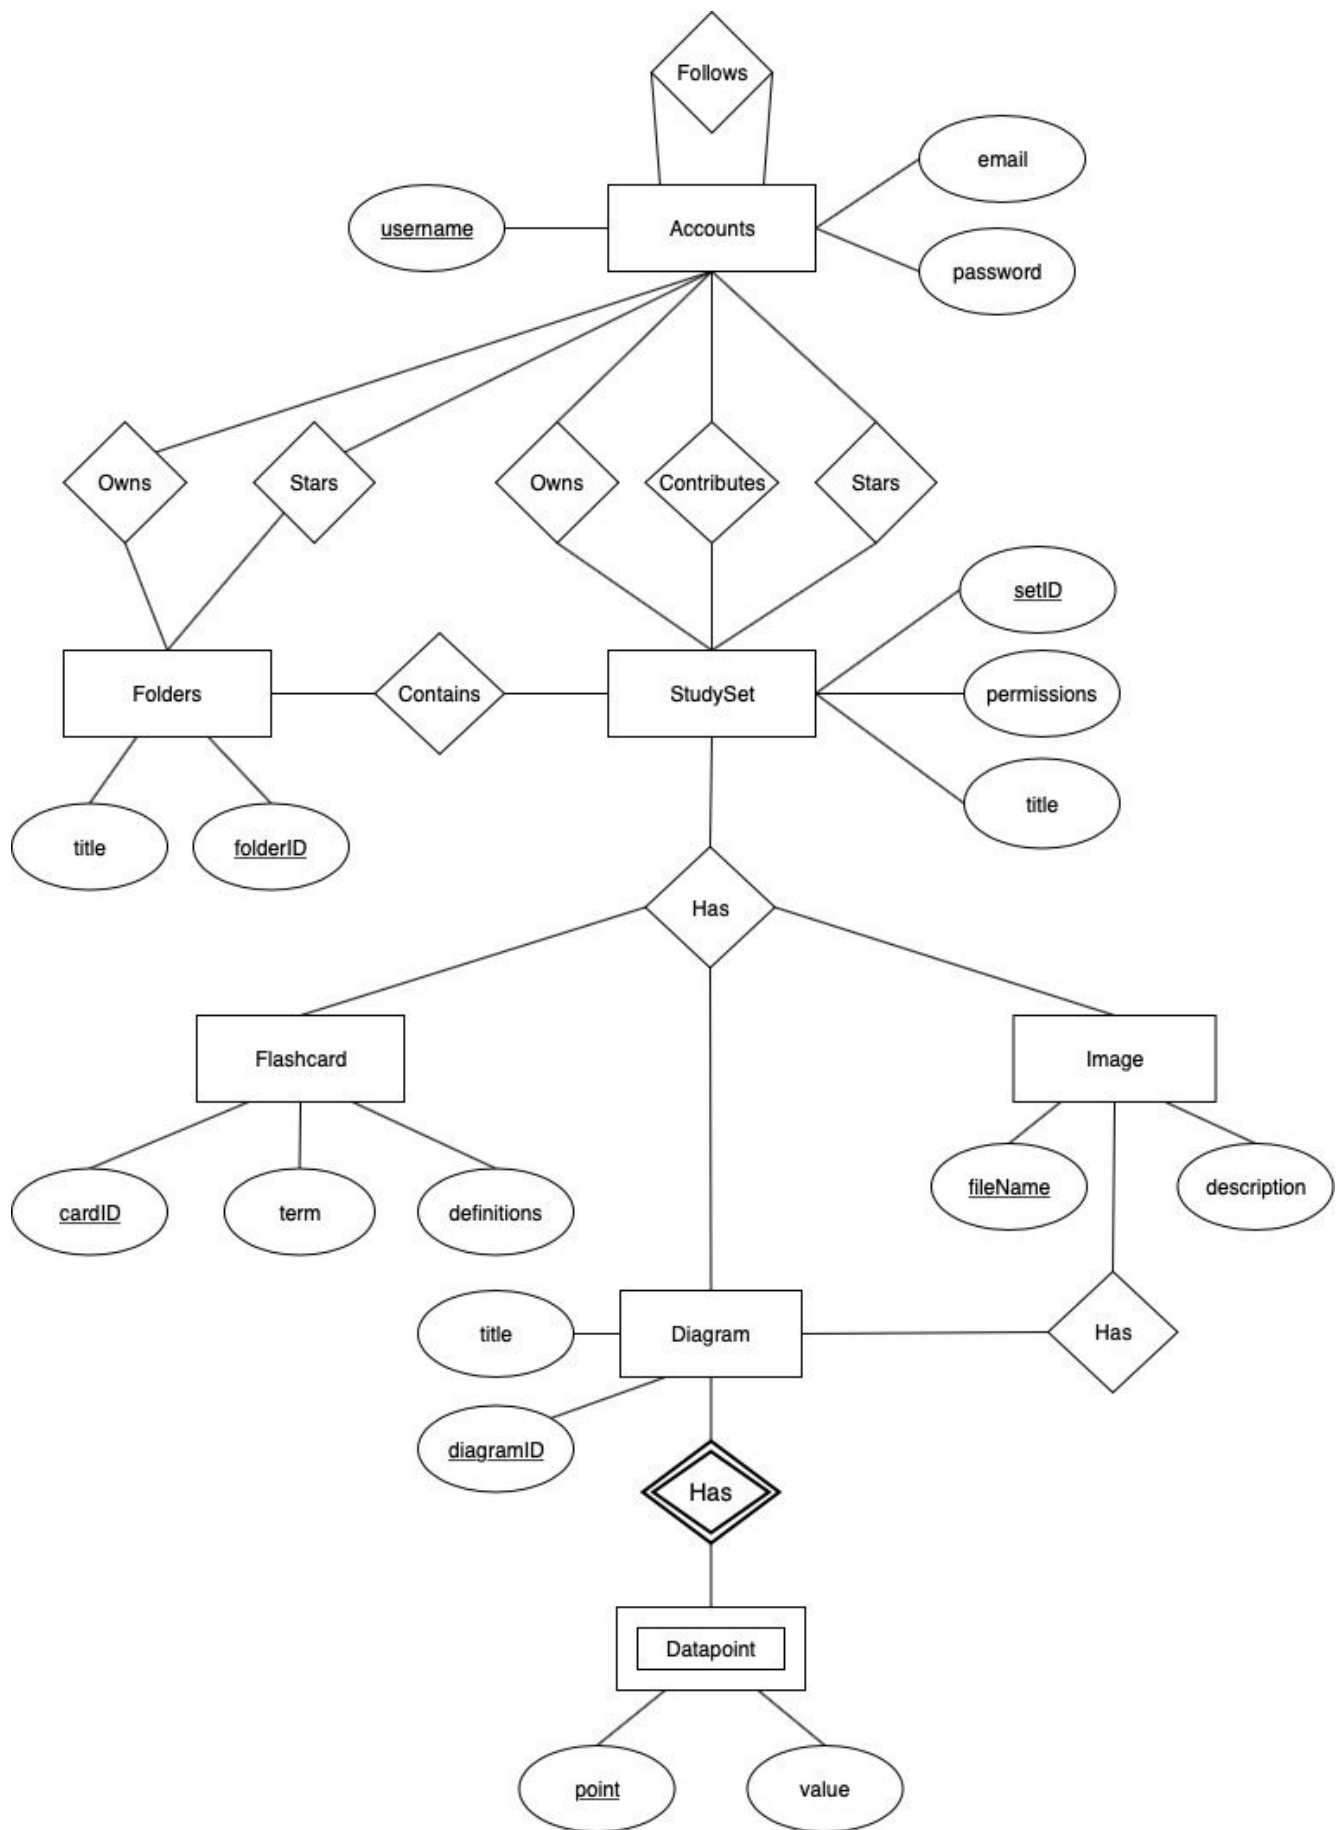 Follows
email
username
Accounts
password
Owns
Stars
Owns
Contributes
Stars
setID
Folders
Contains
StudySet
permissions
title
title
folderID
Has
Flashcard
Image
cardID
term
definitions
fileName
description
title
Diagram
Has
diagramID
Has
Datapoint
point
value